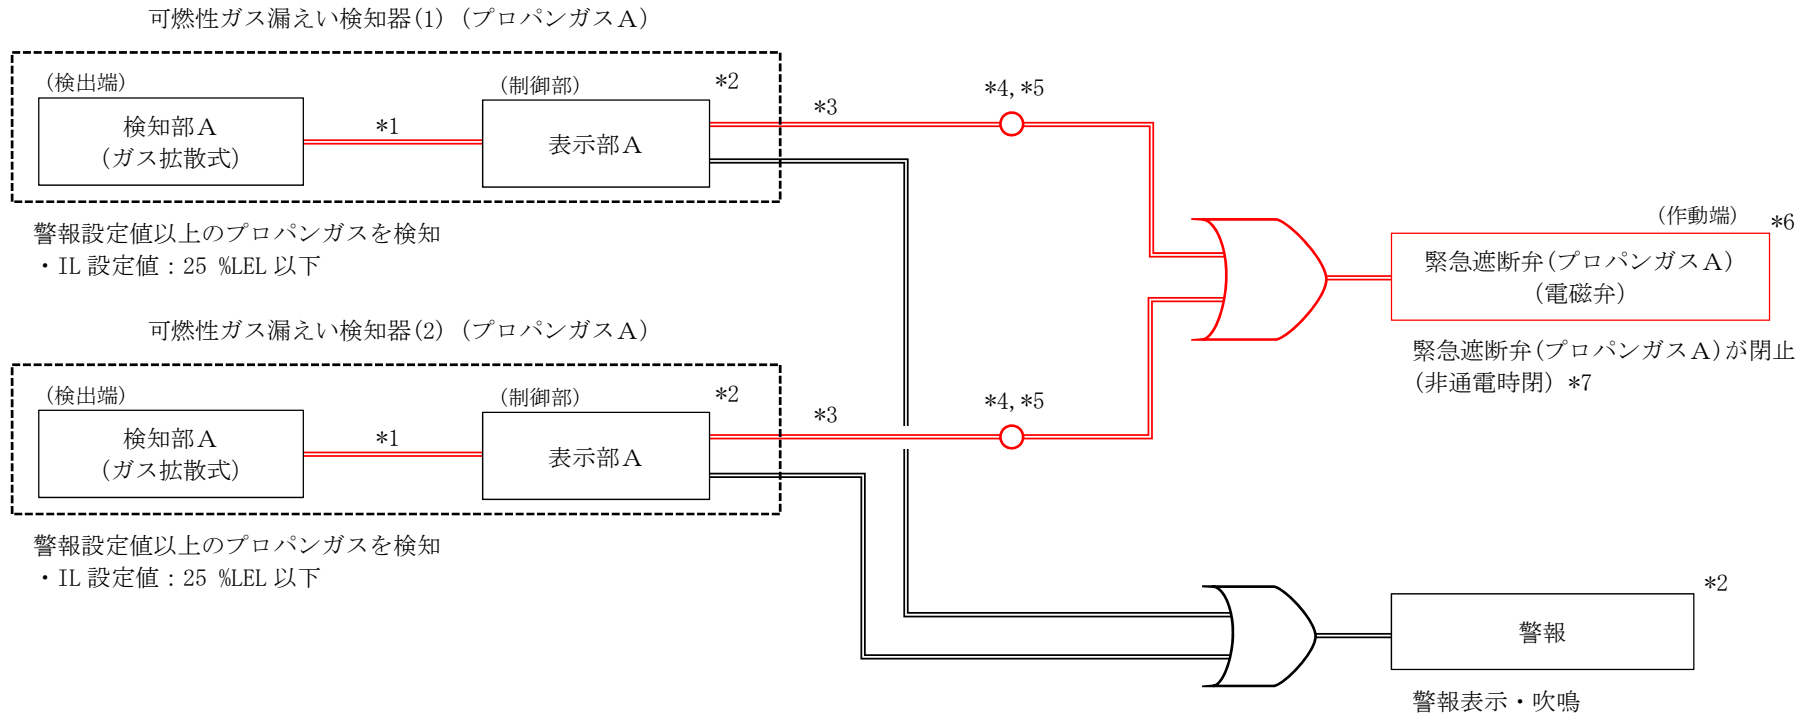 可燃性ガス漏えい検知器(1) (プロパンガスＡ)
(検出端)
(制御部)
*2
検知部Ａ
(ガス拡散式)
*1
表示部Ａ
*3
*4, *5
警報設定値以上のプロパンガスを検知
・IL 設定値：25 %LEL 以下
(作動端)
*6
緊急遮断弁(プロパンガスＡ)
(電磁弁)
緊急遮断弁(プロパンガスＡ)が閉止
(非通電時閉) *7
可燃性ガス漏えい検知器(2) (プロパンガスＡ)
(検出端)
(制御部)
*2
検知部Ａ
(ガス拡散式)
*1
表示部Ａ
*3
*4, *5
警報設定値以上のプロパンガスを検知
・IL 設定値：25 %LEL 以下
*2
警報
警報表示・吹鳴